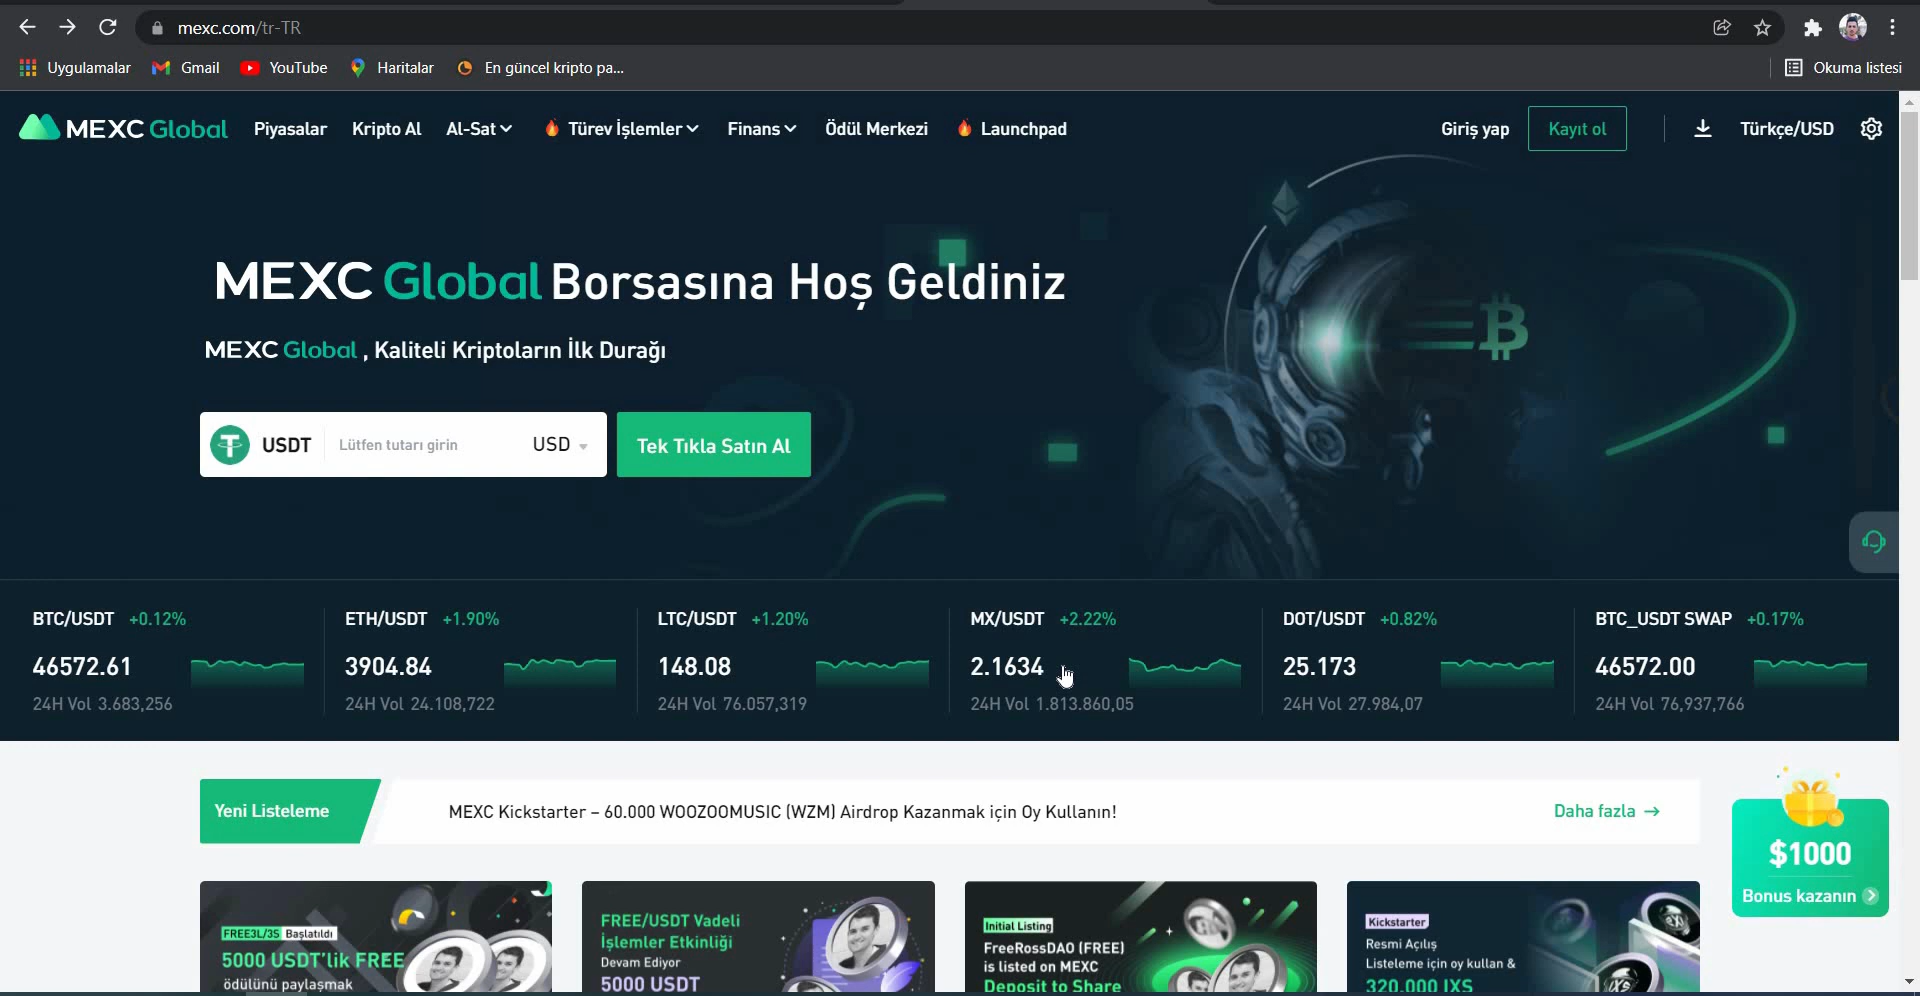 mexc.com/tr-TR
Uygulamalar Gmail YouTube Haritalar En güncel kripto pa... Okuma listesi
MEXC Global Piyasalar Kripto Al Al-Sat Türev İşlemler Finans Ödül Merkezi Launchpad Giriş yap Kayıt ol Türkçe/USD
MEXC Global Borsasına Hoş Geldiniz
MEXC Global , Kaliteli Kriptoların İlk Durağı
USDT Lütfen tutarı girin USD Tek Tıkla Satın Al
BTC/USDT +0.12% ETH/USDT +1.90% LTC/USDT +1.20% MX/USDT +2.22% DOT/USDT +0.82% BTC_USDT SWAP +0.17%
46572.61 3904.84 148.08 2.1634 25.173 46572.00
24H Vol 3.683,256 24H Vol 24.108,722 24H Vol 76.057,319 24H Vol 1.813.860,05 24H Vol 27.984,07 24H Vol 76,937,766
Yeni Listeleme MEXC Kickstarter – 60.000 WOOZOOMUSIC (WZM) Airdrop Kazanmak için Oy Kullanın! Daha fazla →
$1000
Bonus kazanın
FREE3L/3S Başlatıldı
5000 USDT'lik FREE
ödülünü paylaşmak
FREE/USDT Vadeli
İşlemler Etkinliği
Devam Ediyor
5000 USDT
Initial Listing
FreeRossDAO (FREE)
is listed on MEXC
Deposit to Share
Kickstarter
Resmi Açılış
Listeleme için oy kullan &
320.000 IXS